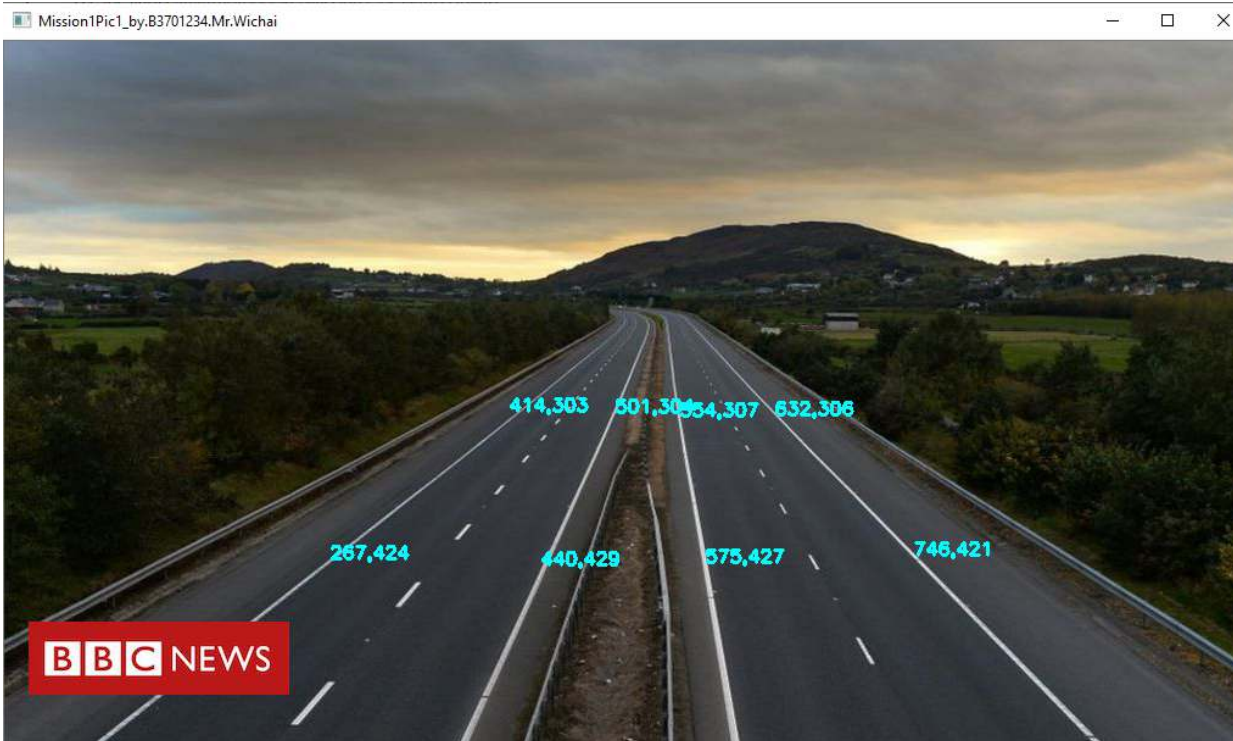 Mission1Pic1_by.B3701234.Mr.Wichai
414,303 501,304 554,307 632,306
267,424 440,429 575,427 746,421
BBC NEWS